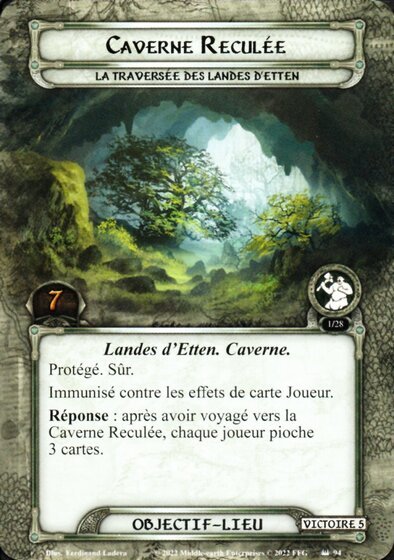 Caverne Reculée
La Traversée des Landes d'Etten
7
1/28
Landes d'Etten. Caverne.
Protégé. Sûr.
Immunisé contre les effets de carte Joueur.
Réponse : après avoir voyagé vers la
Caverne Reculée, chaque joueur pioche
3 cartes.
Objectif-Lieu
Victoire 5
Illus. Ferdinand Ladera
© 2022 Middle-earth Enterprises © 2022 FFG
94